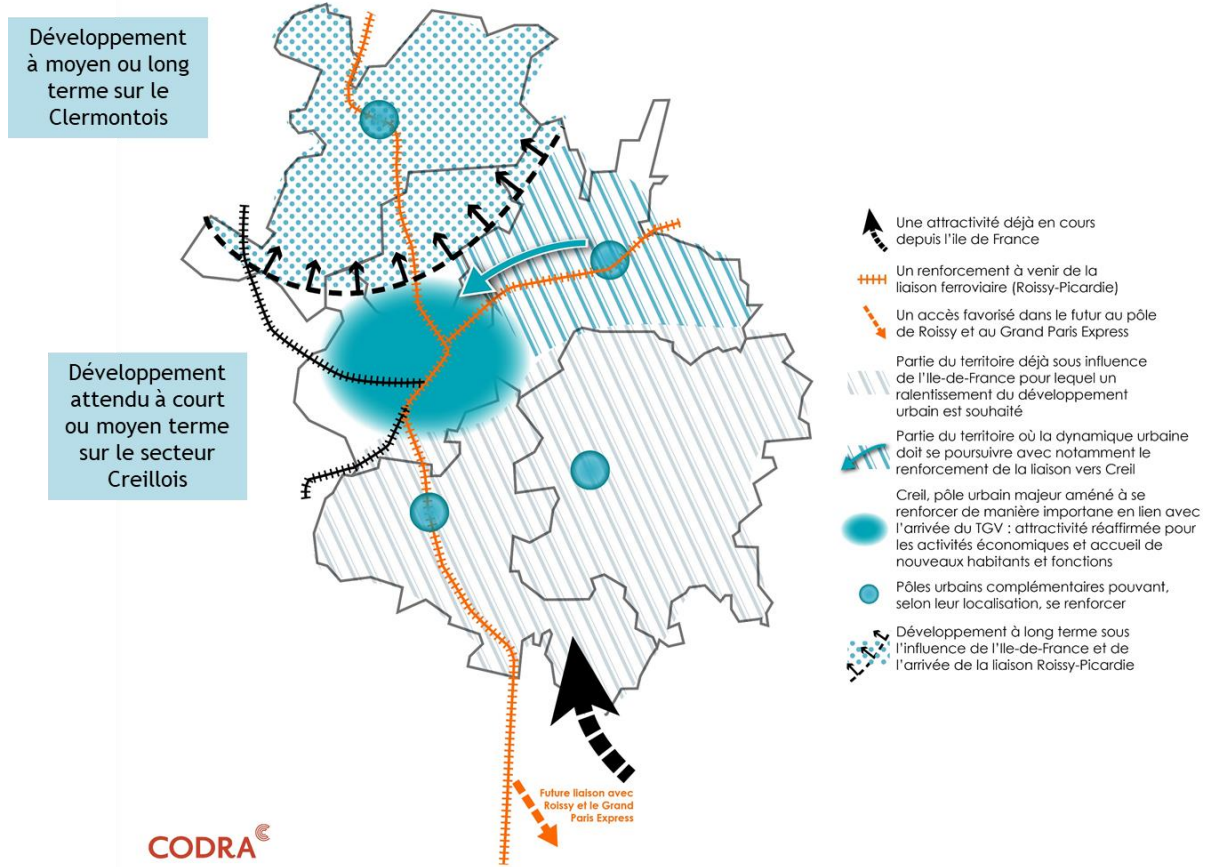 Développement
à moyen ou long
terme sur le
Clermontois
Développement
attendu à court
ou moyen terme
sur le secteur
Creillois
Une attractivité déjà en cours
depuis l'ile de France
Un renforcement à venir de la
liaison ferroviaire (Roissy-Picardie)
Un accès favorisé dans le futur au pôle
de Roissy et au Grand Paris Express
Partie du territoire déjà sous influence
de l'Ile-de-France pour lequel un
ralentissement du développement
urbain est souhaité
Partie du territoire où la dynamique urbaine
doit se poursuivre avec notamment le
renforcement de la liaison vers Creil
Creil, pôle urbain majeur améné à se
renforcer de manière importane en lien avec
l'arrivée du TGV : attractivité réaffirmée pour
les activités économiques et accueil de
nouveaux habitants et fonctions
Pôles urbains complémentaires pouvant,
selon leur localisation, se renforcer
Développement à long terme sous
l'influence de l'Ile-de-France et de
l'arrivée de la liaison Roissy-Picardie
Future liaison avec
Roissy et le Grand
Paris Express
CODRA